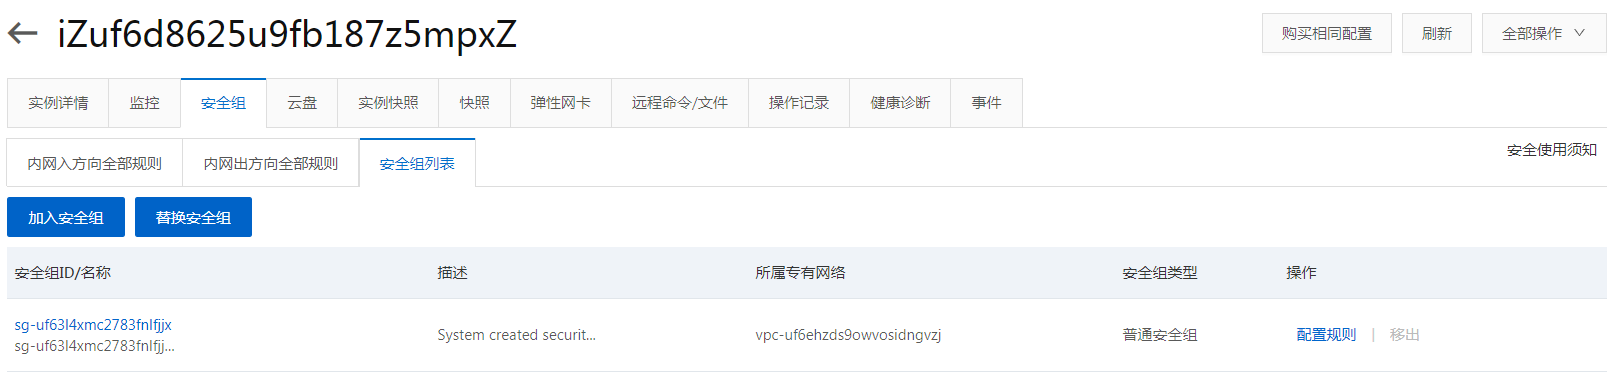 iZuf6d8625u9fb187z5mpxZ 购买相同配置 刷新 全部操作
实例详情 监控 安全组 云盘 实例快照 快照 弹性网卡 远程命令/文件 操作记录 健康诊断 事件
内网入方向全部规则 内网出方向全部规则 安全组列表 安全使用须知
加入安全组 替换安全组
安全组ID/名称 描述 所属专有网络 安全组类型 操作
sg-uf63l4xmc2783fnlfjjx
sg-uf63l4xmc2783fnlfjj... System created securit... vpc-uf6ehzds9owvosidngvzj 普通安全组 配置规则 | 移出